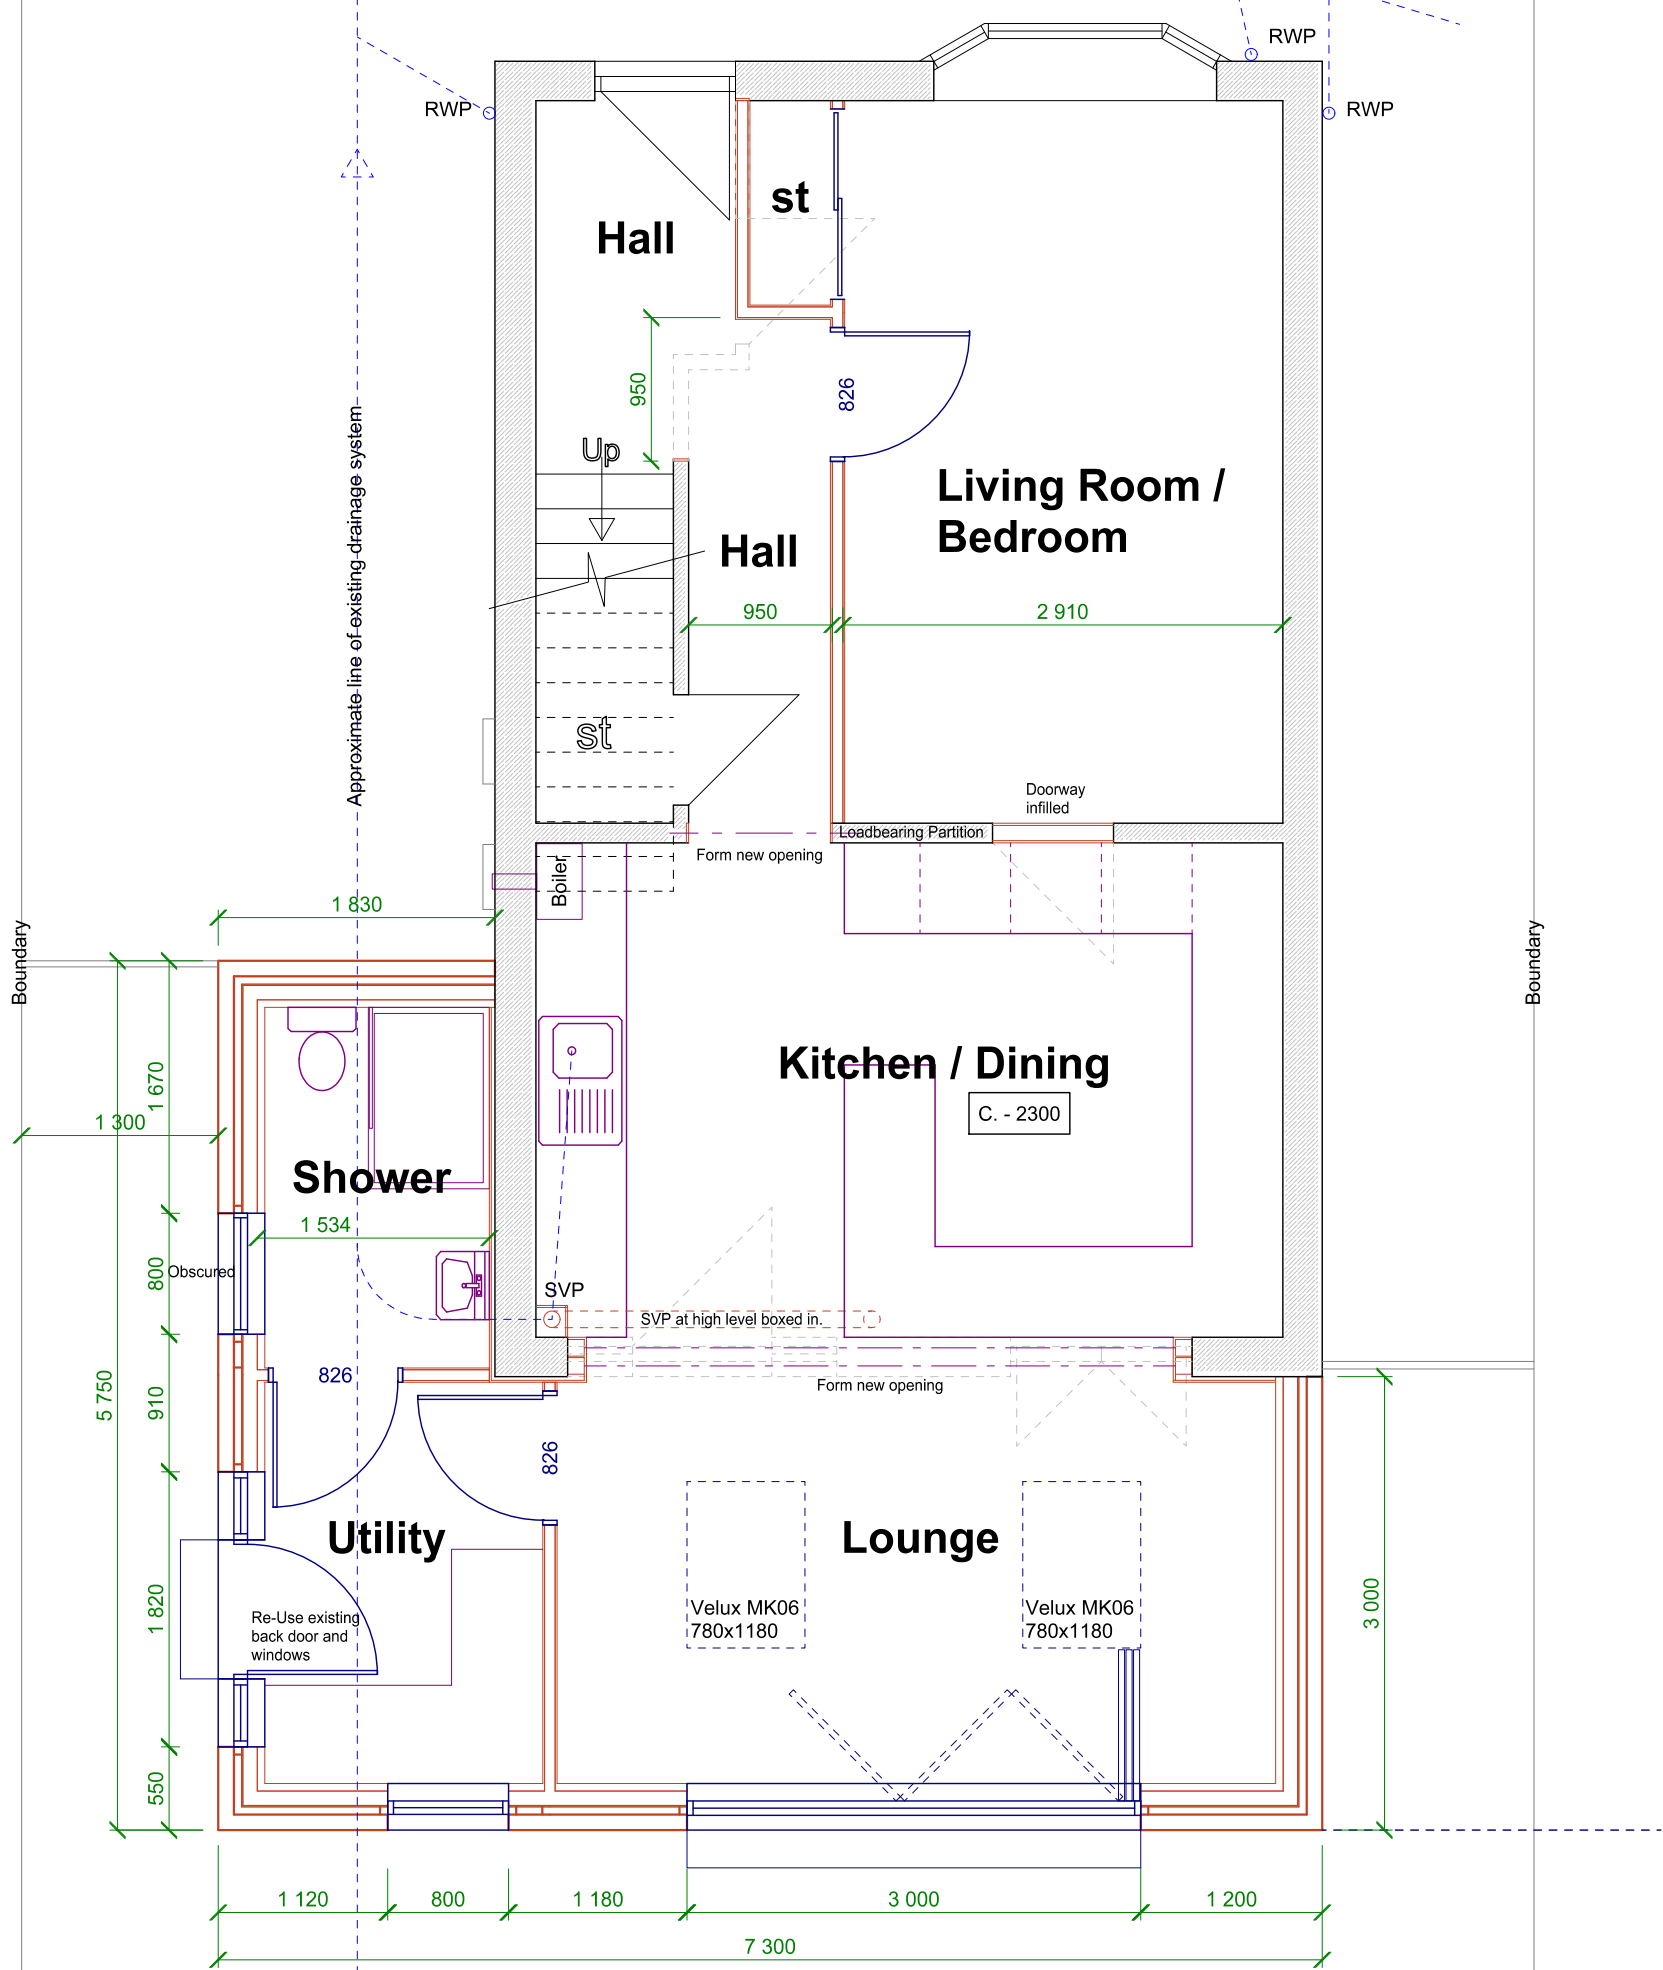 RWP
RWP
RWP
st
Hall
950
826
Approximate line of existing drainage system
Up
Living Room /
Bedroom
Hall
950
2 910
st
Doorway
infilled
Loadbearing Partition
Form new opening
Boiler
1 830
Boundary
Boundary
Kitchen / Dining
C. - 2300
1 670
1 300
Shower
1 534
800
Obscured
SVP
SVP at high level boxed in.
826
Form new opening
910
5 750
826
Utility
Lounge
Velux MK06
780x1180
Velux MK06
780x1180
Re-Use existing
back door and
windows
1 820
3 000
550
1 120
800
1 180
3 000
1 200
7 300